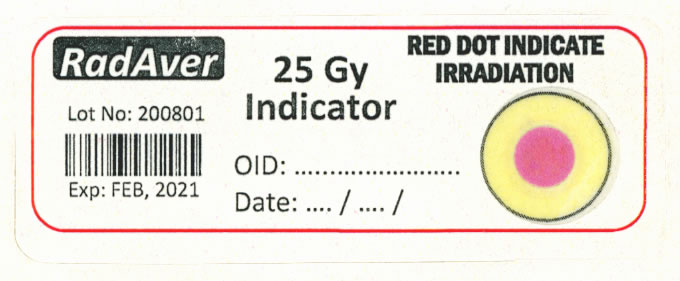 RadAver
Lot No: 200801
Exp: FEB, 2021
25 Gy
Indicator
OID: .......................
Date: .... / .... /
RED DOT INDICATE
IRRADIATION